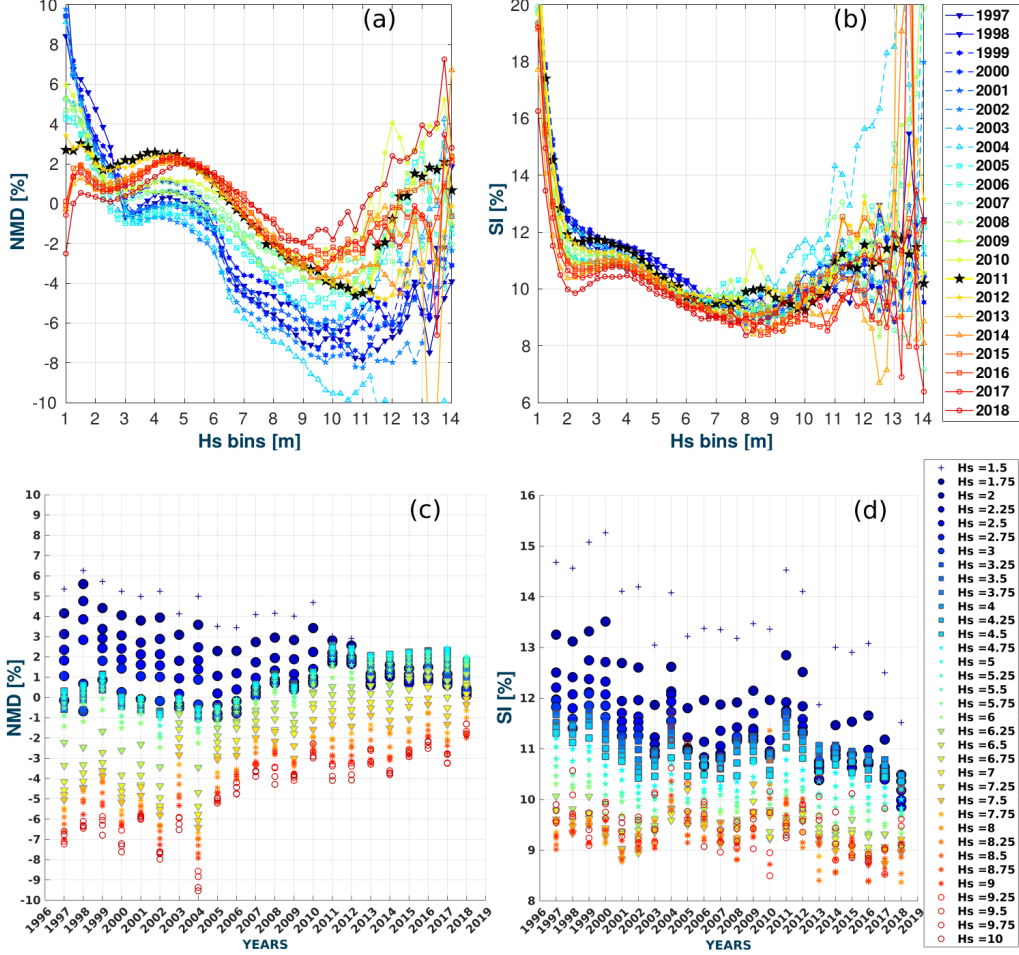 (a)
10
8
6
4
2
0
-2
-4
-6
-8
-10
NMD [%]
1 2 3 4 5 6 7 8 9 10 11 12 13 14
Hs bins [m]
(b)
20
18
16
14
12
10
8
6
SI [%]
1 2 3 4 5 6 7 8 9 10 11 12 13 14
Hs bins [m]
1997
1998
1999
2000
2001
2002
2003
2004
2005
2006
2007
2008
2009
2010
2011
2012
2013
2014
2015
2016
2017
2018
(c)
10
9
8
7
6
5
4
3
2
1
0
-1
-2
-3
-4
-5
-6
-7
-8
-9
-10
NMD [%]
1996 1997 1998 1999 2000 2001 2002 2003 2004 2005 2006 2007 2008 2009 2010 2011 2012 2013 2014 2015 2016 2017 2018 2019
YEARS
(d)
16
15
14
13
12
11
10
9
8
SI [%]
1996 1997 1998 1999 2000 2001 2002 2003 2004 2005 2006 2007 2008 2009 2010 2011 2012 2013 2014 2015 2016 2017 2018 2019
YEARS
Hs =1.5
Hs =1.75
Hs =2
Hs =2.25
Hs =2.5
Hs =2.75
Hs =3
Hs =3.25
Hs =3.5
Hs =3.75
Hs =4
Hs =4.25
Hs =4.5
Hs =4.75
Hs =5
Hs =5.25
Hs =5.5
Hs =5.75
Hs =6
Hs =6.25
Hs =6.5
Hs =6.75
Hs =7
Hs =7.25
Hs =7.5
Hs =7.75
Hs =8
Hs =8.25
Hs =8.5
Hs =8.75
Hs =9
Hs =9.25
Hs =9.5
Hs =9.75
Hs =10